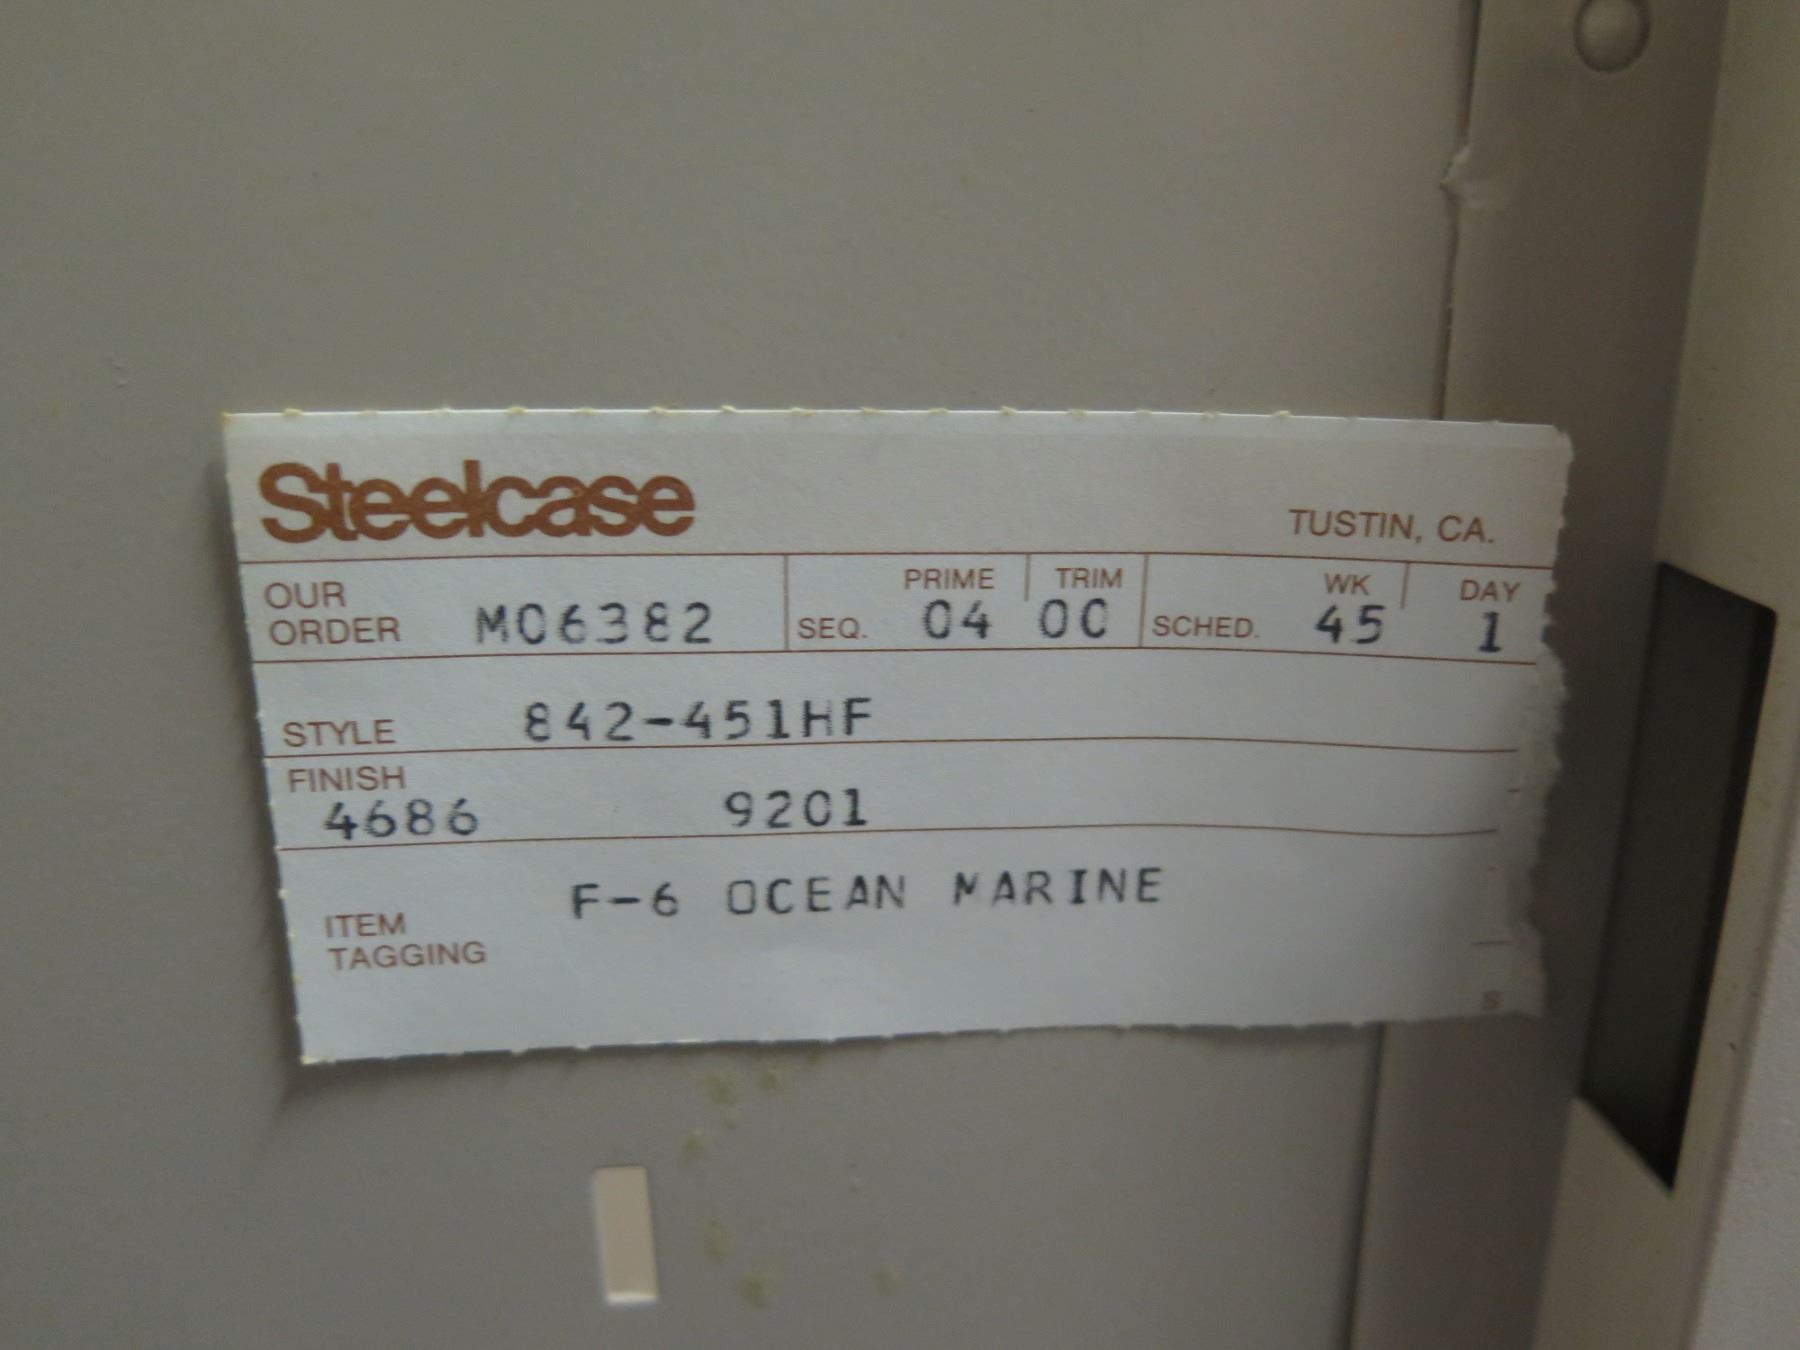 Steelcase
TUSTIN, CA.
OUR ORDER M06382 SEQ. PRIME 04 TRIM 00 SCHED. WK 45 DAY 1
STYLE 842-451HF
FINISH
4686 9201
F-6 OCEAN MARINE
ITEM
TAGGING
S